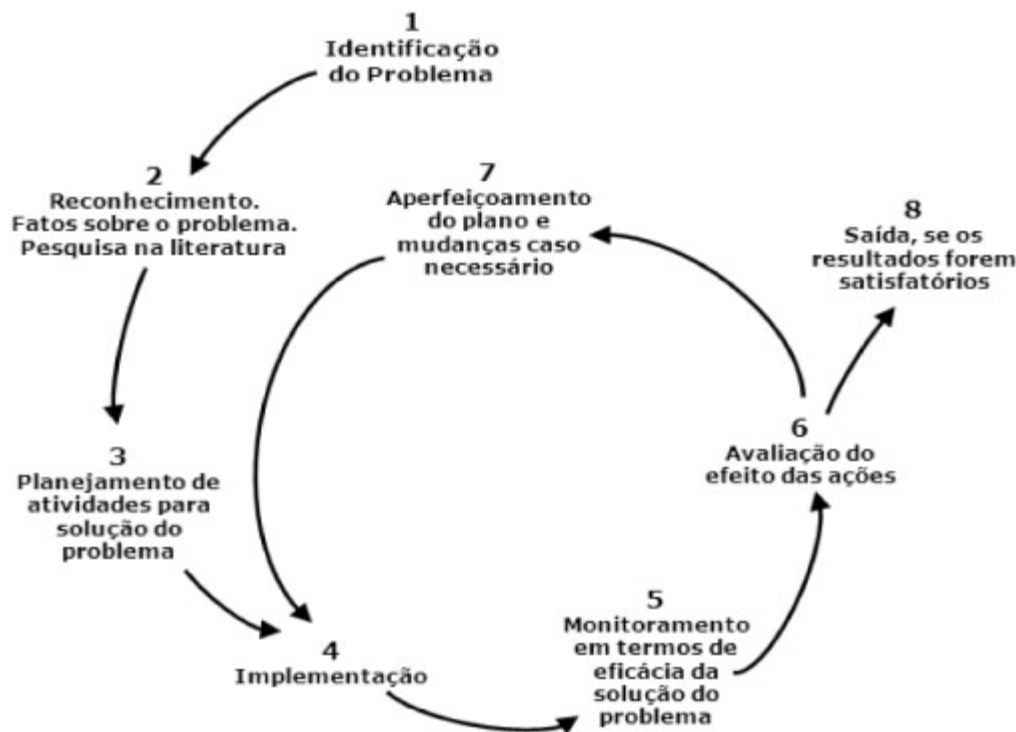 1
Identificação
do Problema
2
Reconhecimento.
Fatos sobre o problema.
Pesquisa na literatura
3
Planejamento de
atividades para
solução do
problema
4
Implementação
5
Monitoramento
em termos de
eficácia da
solução do
problema
6
Avaliação do
efeito das ações
7
Aperfeiçoamento
do plano e
mudanças caso
necessário
8
Saída, se os
resultados forem
satisfatórios